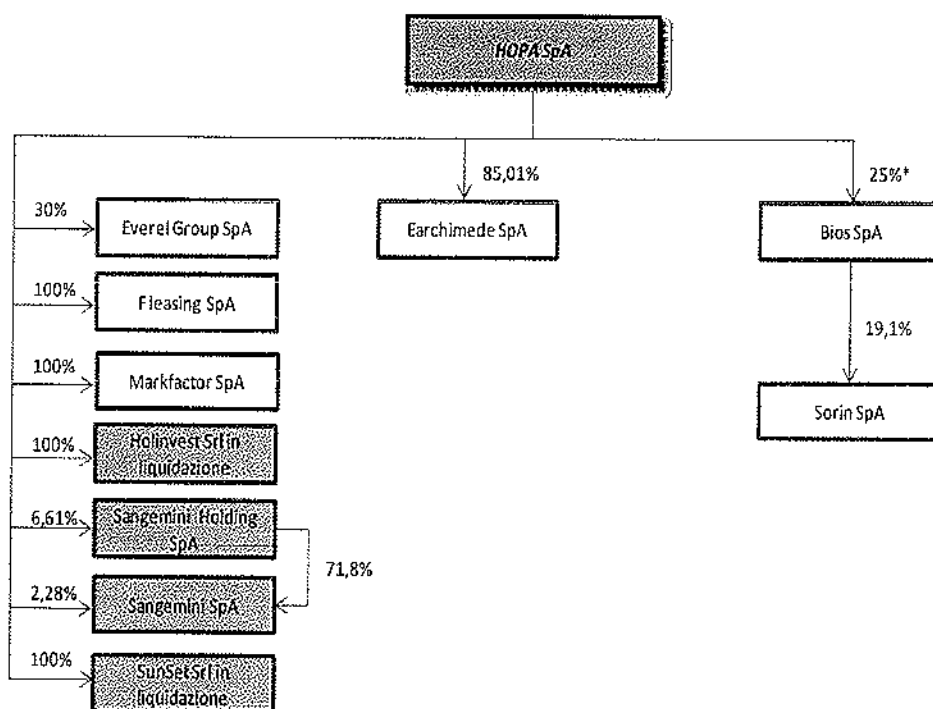 HOPA SpA
85,01%
25%*
30%
Everel Group SpA
Earchimede SpA
Bios SpA
100%
Fleasing SpA
19,1%
100%
Markfactor SpA
Sorin SpA
100%
Holinvest Srl in
liquidazione
6,61%
Sangemini Holding
SpA
71,8%
2,28%
Sangemini SpA
100%
SunSet Srl in
liquidazione